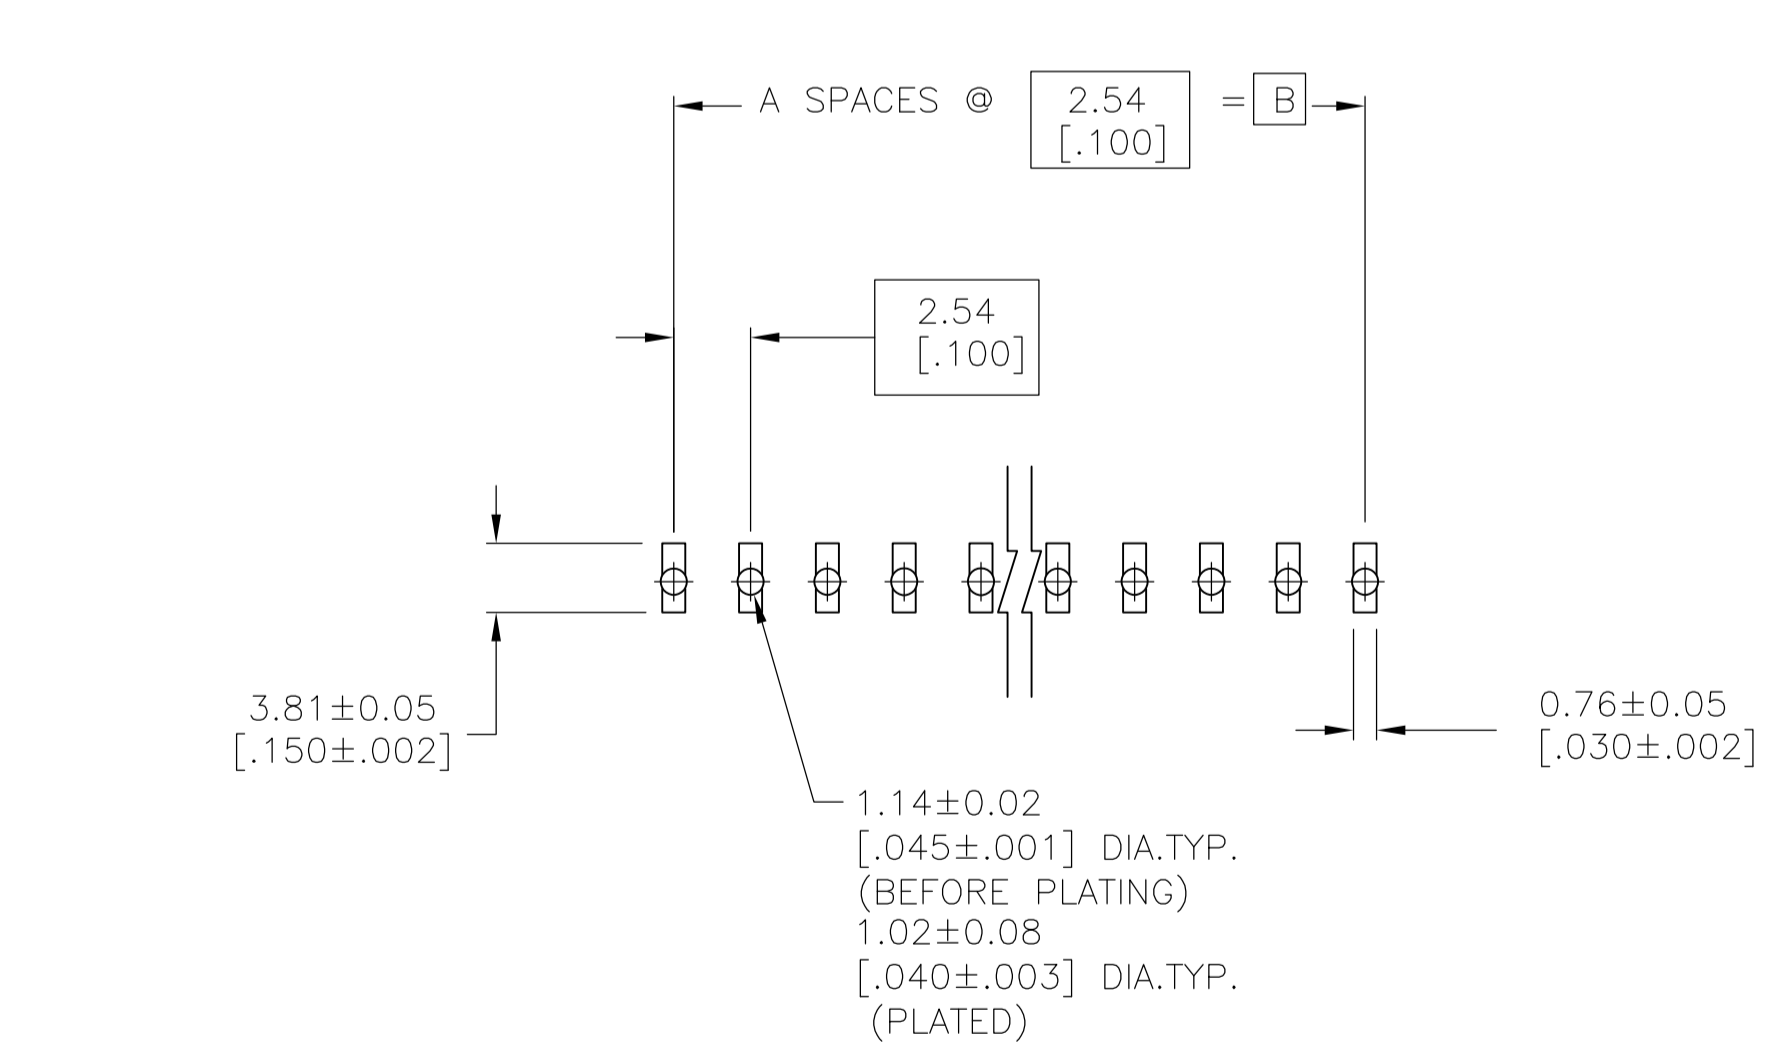 A SPACES @ 2.54 = B
[.100]
2.54
[.100]
3.81±0.05
[.150±.002]
0.76±0.05
[.030±.002]
1.14±0.02
[.045±.001] DIA.TYP.
(BEFORE PLATING)
1.02±0.08
[.040±.003] DIA.TYP.
(PLATED)